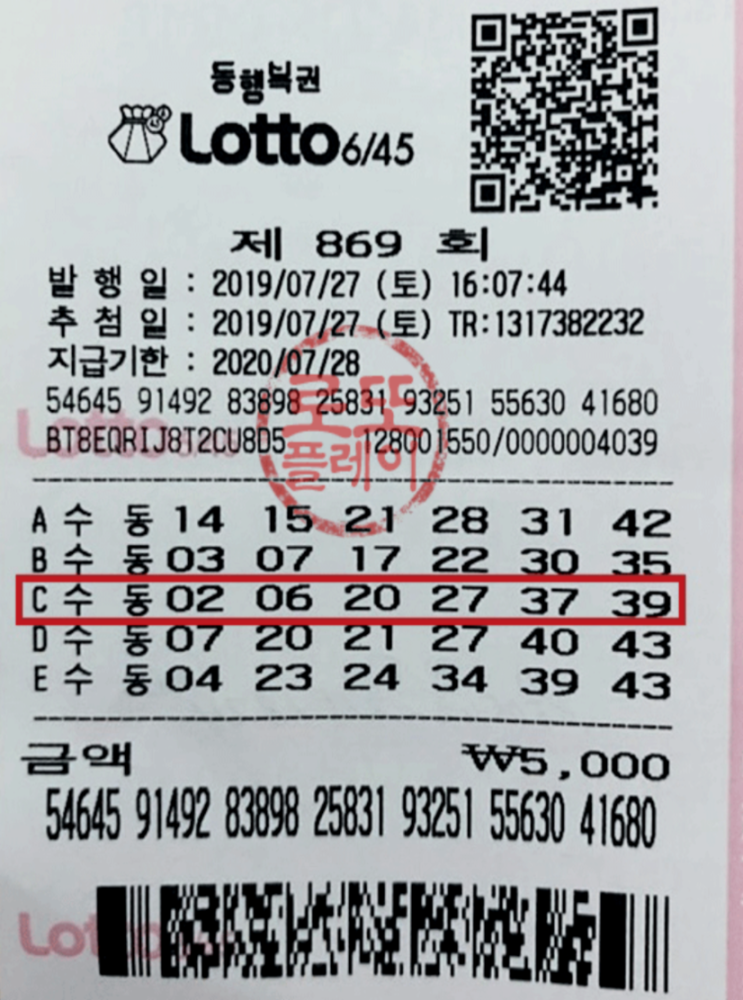 동행복권
Lotto 6/45
제 869 회
발 행 일 : 2019/07/27 (토) 16:07:44
추 첨 일 : 2019/07/27 (토) TR:1317382232
지급기한 : 2020/07/28
54645 91492 83898 25831 93251 55630 41680
BT8EQRIJ8T2CU8D5 128001550/0000004039
로또
플레이
A 수 동 14 15 21 28 31 42
B 수 동 03 07 17 22 30 35
C 수 동 02 06 20 27 37 39
D 수 동 07 20 21 27 40 43
E 수 동 04 23 24 34 39 43
금액 ₩5,000
54645 91492 83898 25831 93251 55630 41680